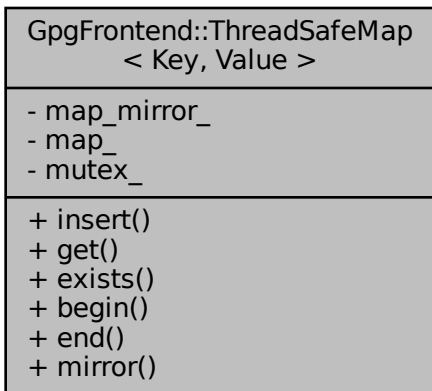 GpgFrontend::ThreadSafeMap
< Key, Value >
- map_mirror_
- map_
- mutex_
+ insert()
+ get()
+ exists()
+ begin()
+ end()
+ mirror()